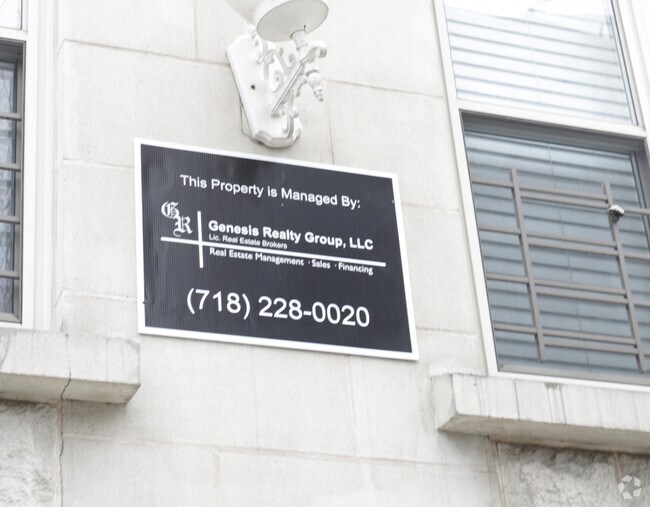 This Property is Managed By:
GR
Genesis Realty Group, LLC
Lic. Real Estate Brokers
Real Estate Management · Sales · Financing
(718) 228-0020